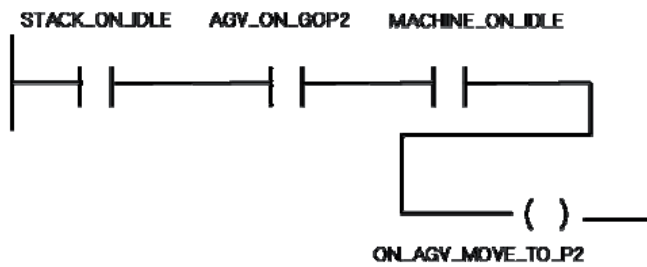 STACK_ON_IDLE AGV_ON_GOP2 MACHINE_ON_IDLE
ON_AGV_MOVE_TO_P2